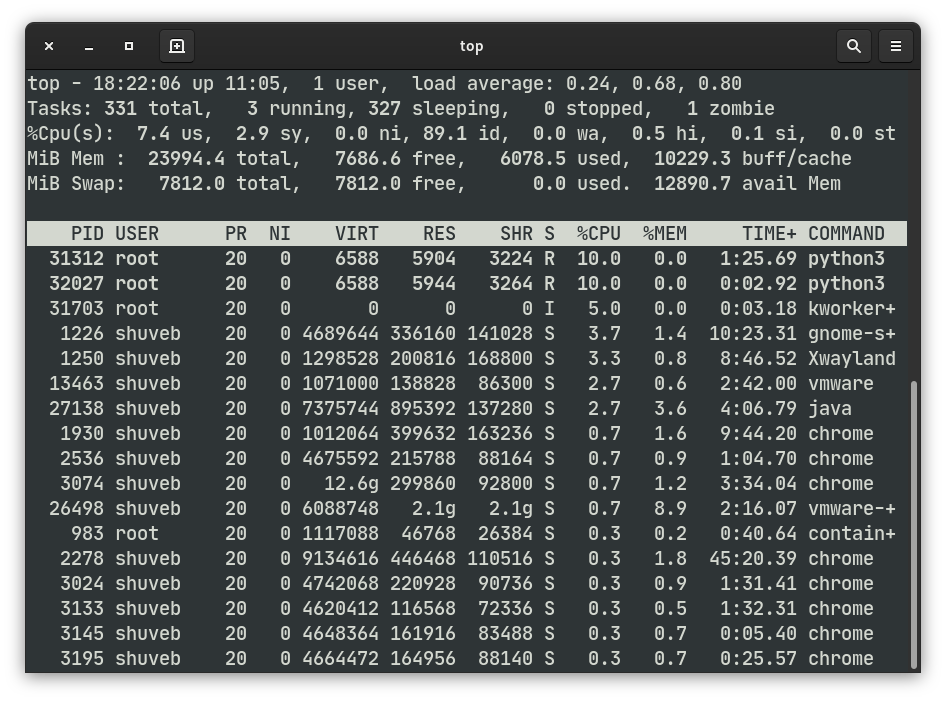 top
top - 18:22:06 up 11:05,  1 user,  load average: 0.24, 0.68, 0.80
Tasks: 331 total,   3 running, 327 sleeping,   0 stopped,   1 zombie
%Cpu(s):  7.4 us,  2.9 sy,  0.0 ni, 89.1 id,  0.0 wa,  0.5 hi,  0.1 si,  0.0 st
MiB Mem :  23994.4 total,   7686.6 free,   6078.5 used,  10229.3 buff/cache
MiB Swap:   7812.0 total,   7812.0 free,      0.0 used.  12890.7 avail Mem
    PID USER      PR  NI    VIRT    RES    SHR S  %CPU  %MEM     TIME+ COMMAND
  31312 root      20   0    6588   5904   3224 R  10.0   0.0   1:25.69 python3
  32027 root      20   0    6588   5944   3264 R  10.0   0.0   0:02.92 python3
  31703 root      20   0       0      0      0 I   5.0   0.0   0:03.18 kworker+
   1226 shuveb    20   0 4689644 336160 141028 S   3.7   1.4  10:23.31 gnome-s+
   1250 shuveb    20   0 1298528 200816 168800 S   3.3   0.8   8:46.52 Xwayland
  13463 shuveb    20   0 1071000 138828  86300 S   2.7   0.6   2:42.00 vmware
  27138 shuveb    20   0 7375744 895392 137280 S   2.7   3.6   4:06.79 java
   1930 shuveb    20   0 1012064 399632 163236 S   0.7   1.6   9:44.20 chrome
   2536 shuveb    20   0 4675592 215788  88164 S   0.7   0.9   1:04.70 chrome
   3074 shuveb    20   0   12.6g 299860  92800 S   0.7   1.2   3:34.04 chrome
  26498 shuveb    20   0 6088748   2.1g   2.1g S   0.7   8.9   2:16.07 vmware-+
    983 root      20   0 1117088  46768  26384 S   0.3   0.2   0:40.64 contain+
   2278 shuveb    20   0 9134616 446468 110516 S   0.3   1.8  45:20.39 chrome
   3024 shuveb    20   0 4742068 220928  90736 S   0.3   0.9   1:31.41 chrome
   3133 shuveb    20   0 4620412 116568  72336 S   0.3   0.5   1:32.31 chrome
   3145 shuveb    20   0 4648364 161916  83488 S   0.3   0.7   0:05.40 chrome
   3195 shuveb    20   0 4664472 164956  88140 S   0.3   0.7   0:25.57 chrome